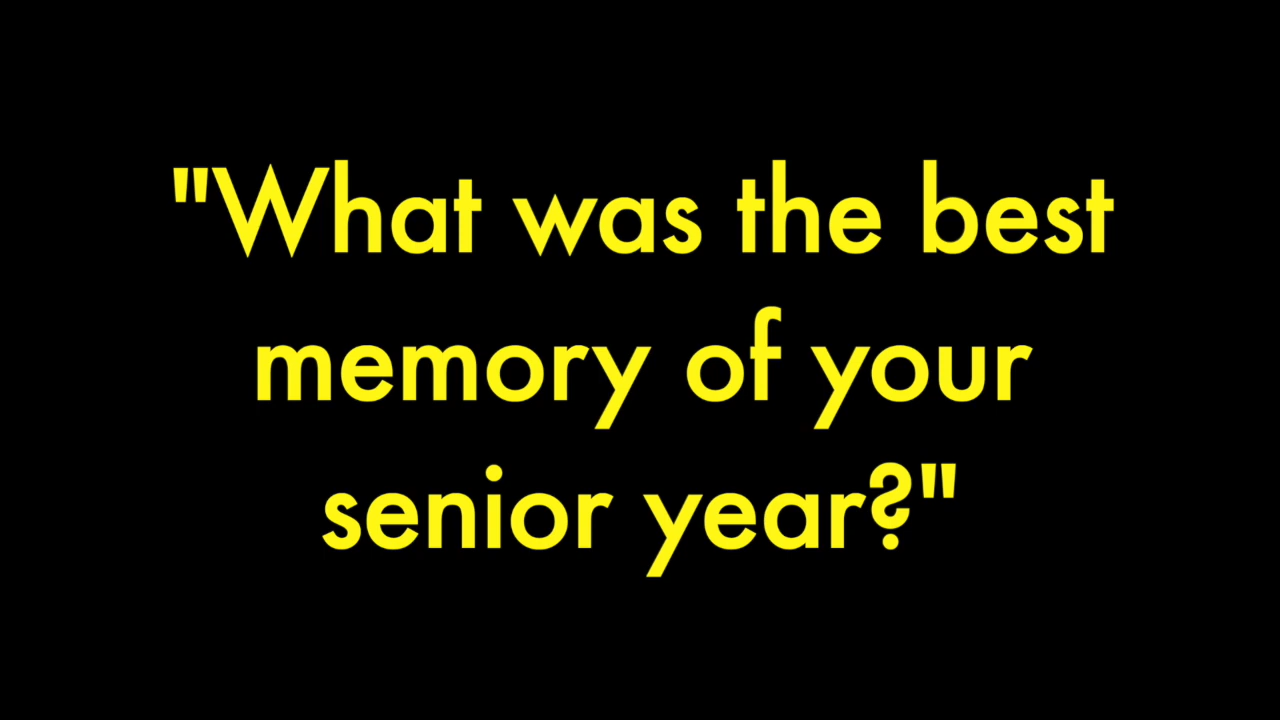 "What was the best
memory of your
senior year?"